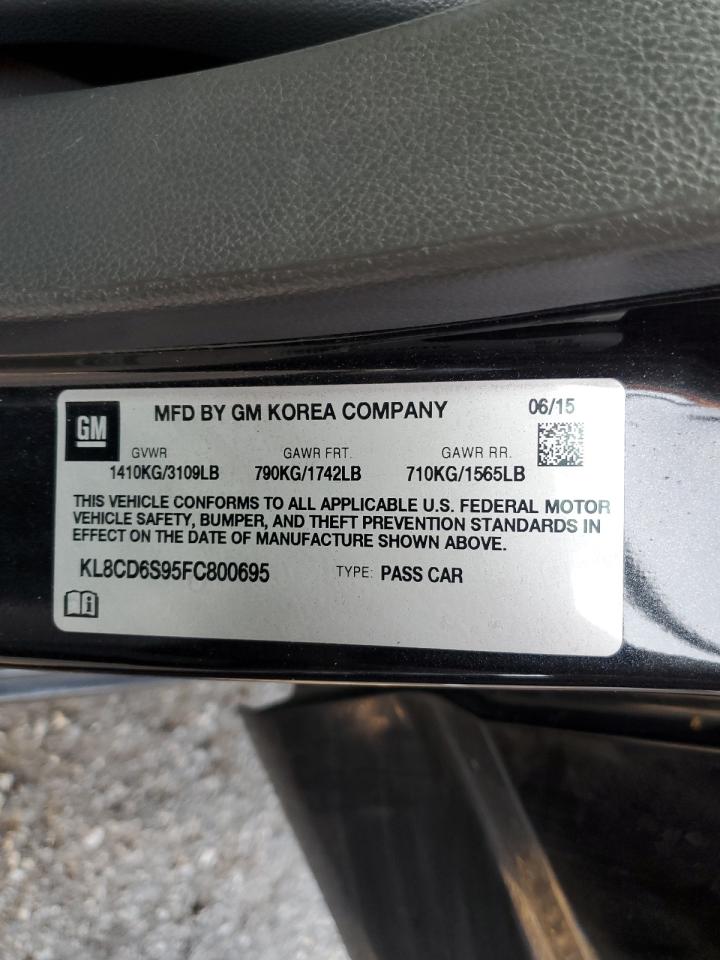 GM
MFD BY GM KOREA COMPANY 06/15
GVWR GAWR FRT. GAWR RR.
1410KG/3109LB 790KG/1742LB 710KG/1565LB
THIS VEHICLE CONFORMS TO ALL APPLICABLE U.S. FEDERAL MOTOR
VEHICLE SAFETY, BUMPER, AND THEFT PREVENTION STANDARDS IN
EFFECT ON THE DATE OF MANUFACTURE SHOWN ABOVE.
KL8CD6S95FC800695 TYPE: PASS CAR